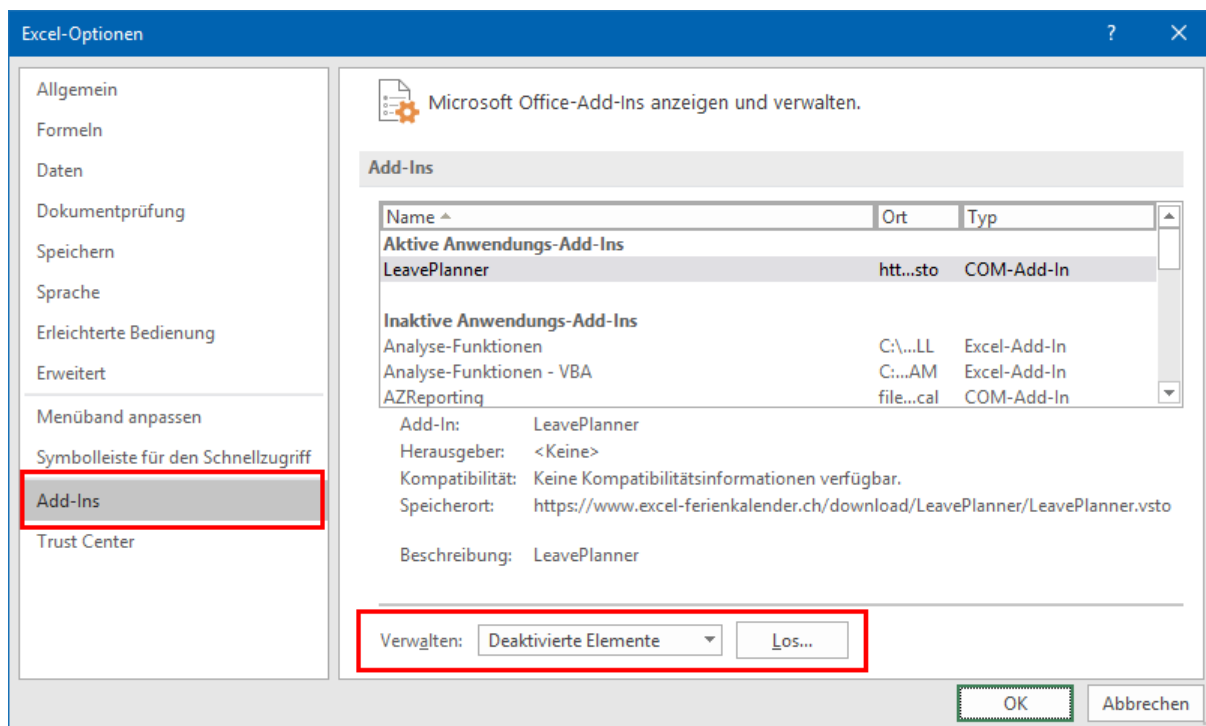 Excel-Optionen ?
Allgemein
Formeln
Daten
Dokumentprüfung
Speichern
Sprache
Erleichterte Bedienung
Erweitert
Menüband anpassen
Symbolleiste für den Schnellzugriff
Add-Ins
Trust Center
Microsoft Office-Add-Ins anzeigen und verwalten.
Add-Ins
Name Ort Typ
Aktive Anwendungs-Add-Ins
LeavePlanner htt...sto COM-Add-In
Inaktive Anwendungs-Add-Ins
Analyse-Funktionen C:\...LL Excel-Add-In
Analyse-Funktionen - VBA C:...AM Excel-Add-In
AZReporting file...cal COM-Add-In
Add-In: LeavePlanner
Herausgeber: <Keine>
Kompatibilität: Keine Kompatibilitätsinformationen verfügbar.
Speicherort: https://www.excel-ferienkalender.ch/download/LeavePlanner/LeavePlanner.vsto
Beschreibung: LeavePlanner
Verwalten: Deaktivierte Elemente Los...
OK Abbrechen